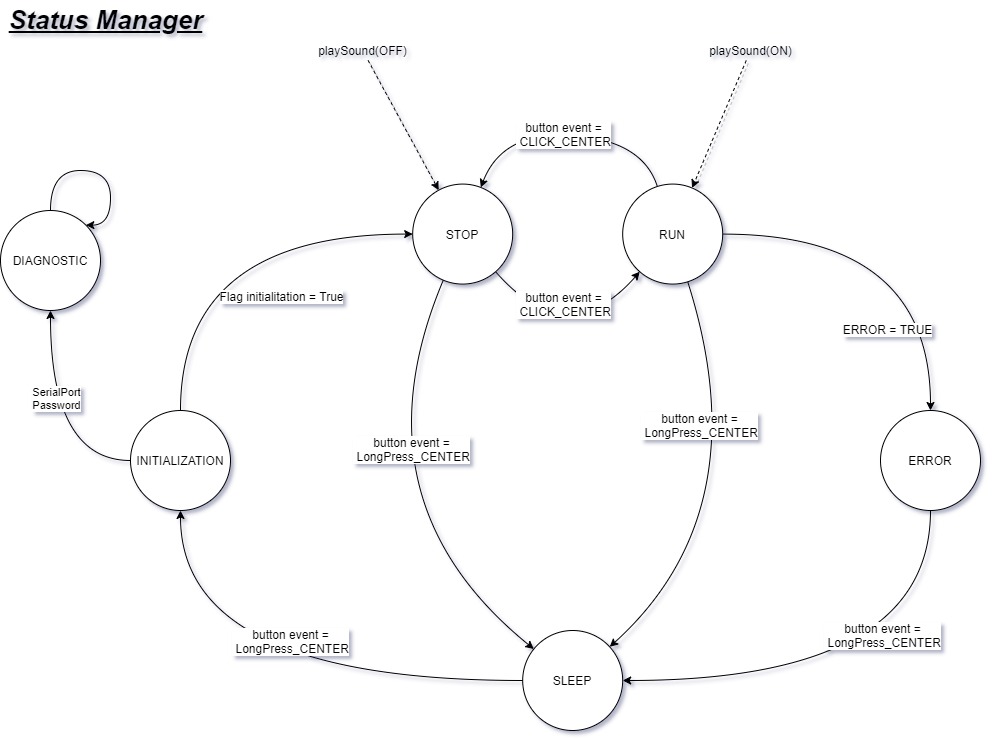 Status Manager
playSound(OFF)
playSound(ON)
button event =
CLICK_CENTER
STOP
RUN
DIAGNOSTIC
Flag initialitation = True
button event =
CLICK_CENTER
ERROR = TRUE
SerialPort
Password
button event =
LongPress_CENTER
button event =
LongPress_CENTER
INITIALIZATION
ERROR
button event =
LongPress_CENTER
button event =
LongPress_CENTER
SLEEP